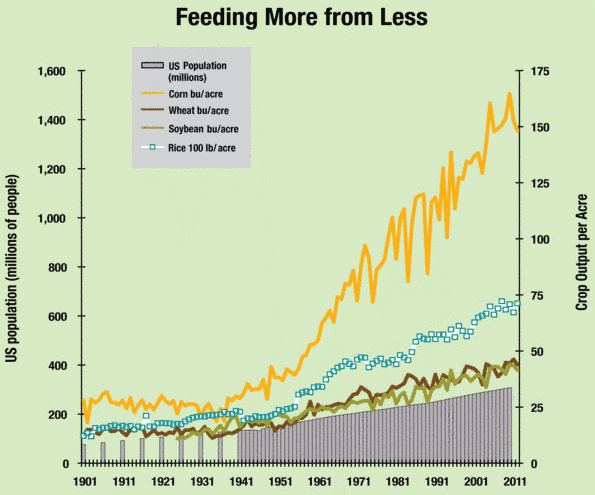 Feeding More from Less
US Population
(millions)
Corn bu/acre
Wheat bu/acre
Soybean bu/acre
Rice 100 lb/acre
US population (millions of people)
1,600
1,400
1,200
1,000
800
600
400
200
0
175
150
125
100
75
50
25
0
Crop Output per Acre
1901 1911 1921 1931 1941 1951 1961 1971 1981 1991 2001 2011